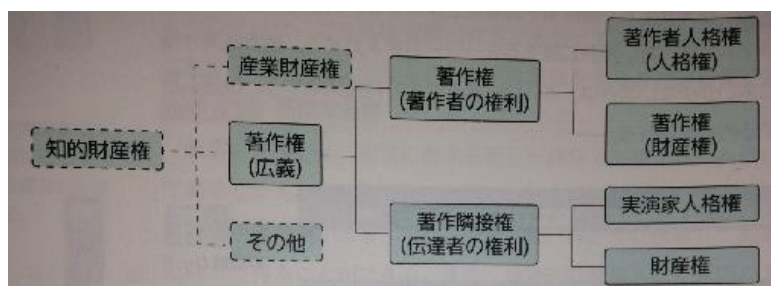 知的財産権
産業財産権
著作権
(広義)
その他
著作権
(著作者の権利)
著作隣接権
(伝達者の権利)
著作者人格権
(人格権)
著作権
(財産権)
実演家人格権
財産権